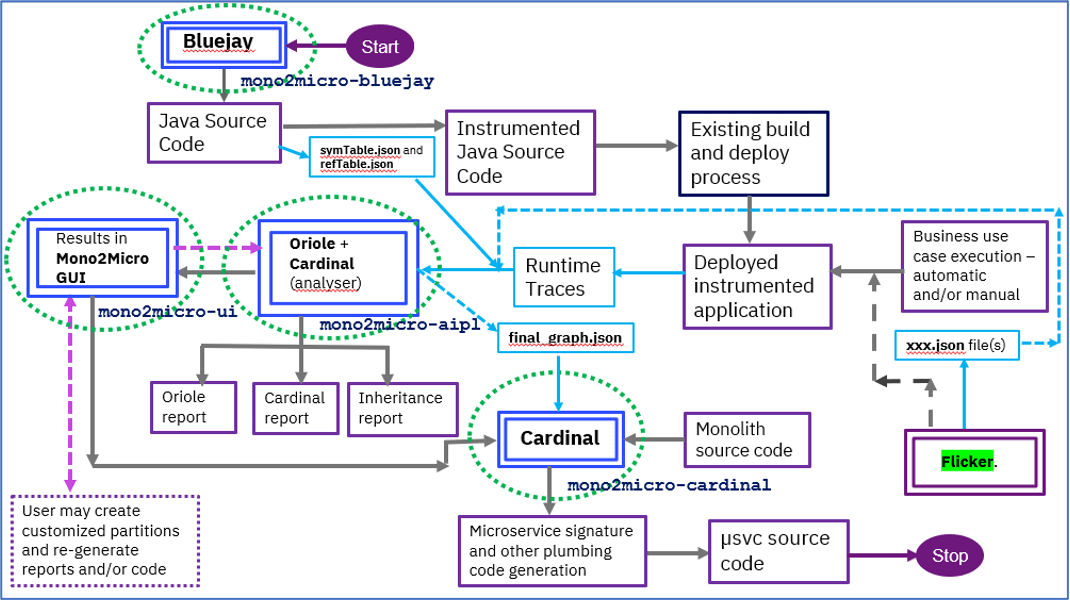 Bluejay
Start
mono2micro-bluejay
Java Source
Code
symTable.json and
refTable.json
Instrumented
Java Source
Code
Existing build
and deploy
process
Results in
Mono2Micro
GUI
mono2micro-ui
Oriole +
Cardinal
(analyser)
mono2micro-aipl
Runtime
Traces
Deployed
instrumented
application
Business use
case execution –
automatic
and/or manual
final_graph.json
xxx.json file(s)
Oriole
report
Cardinal
report
Inheritance
report
Cardinal
mono2micro-cardinal
Monolith
source code
Flicker.
User may create
customized partitions
and re-generate
reports and/or code
Microservice signature
and other plumbing
code generation
μsvc source
code
Stop